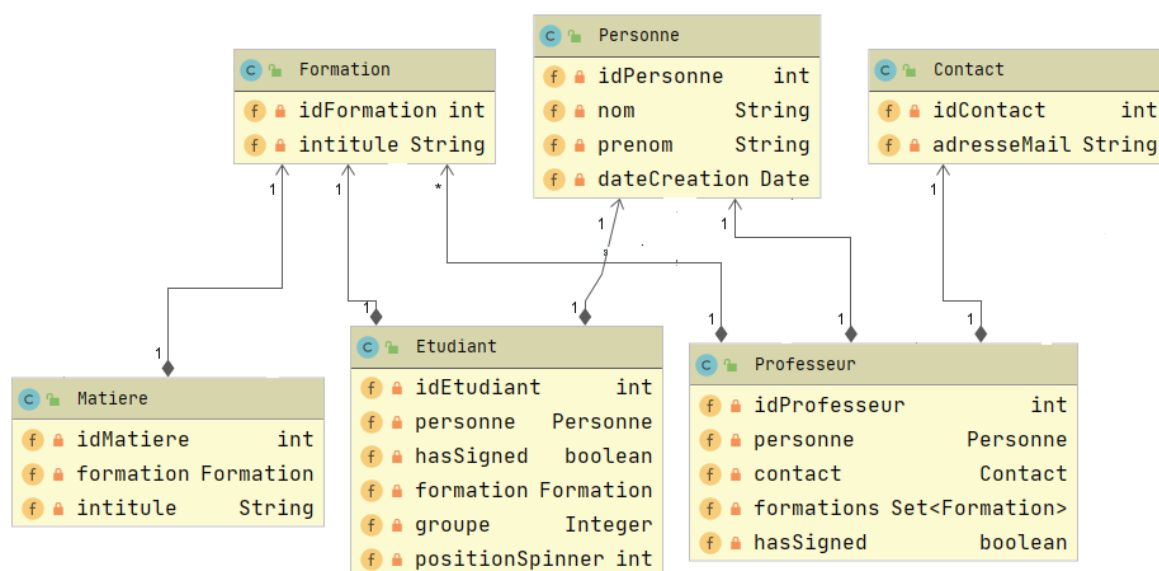 Formation
idFormation int
intitule String
Personne
idPersonne int
nom String
prenom String
dateCreation Date
Contact
idContact int
adresseMail String
1
1
*
1
1
1
1
1
1
1
1
1
Matiere
idMatiere int
formation Formation
intitule String
Etudiant
idEtudiant int
personne Personne
hasSigned boolean
formation Formation
groupe Integer
positionSpinner int
Professeur
idProfesseur int
personne Personne
contact Contact
formations Set<Formation>
hasSigned boolean